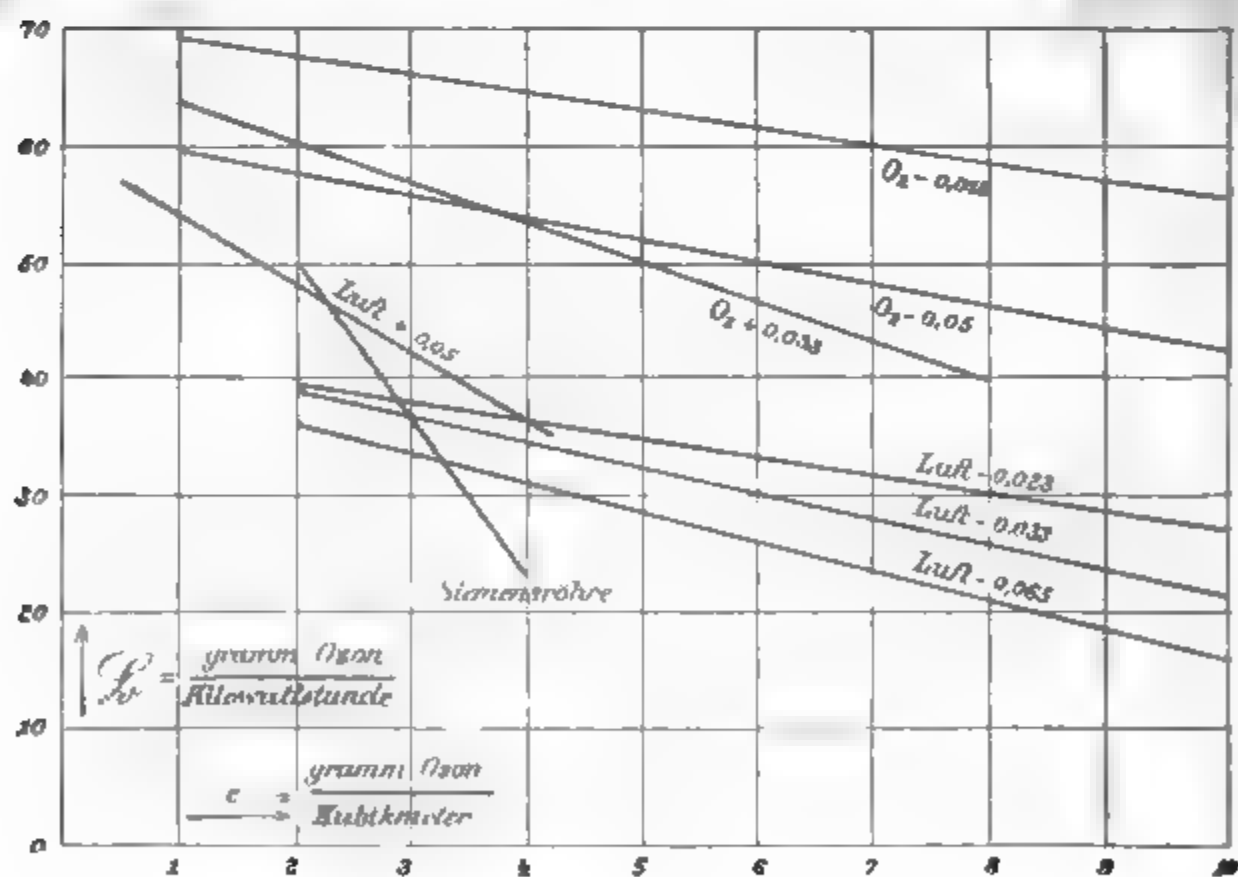 70
60
50
40
30
20
10
0
1 2 3 4 5 6 7 8 9 10
O₂ -
O₂ - 0,05
O₂ + 0,033
Luft + 0,05
Luft - 0,023
Luft - 0.033
Luft - 0,065
Siemensröhre
gramm Ozon
Kilowattstunde
c =
gramm Ozon
Kubikmeter